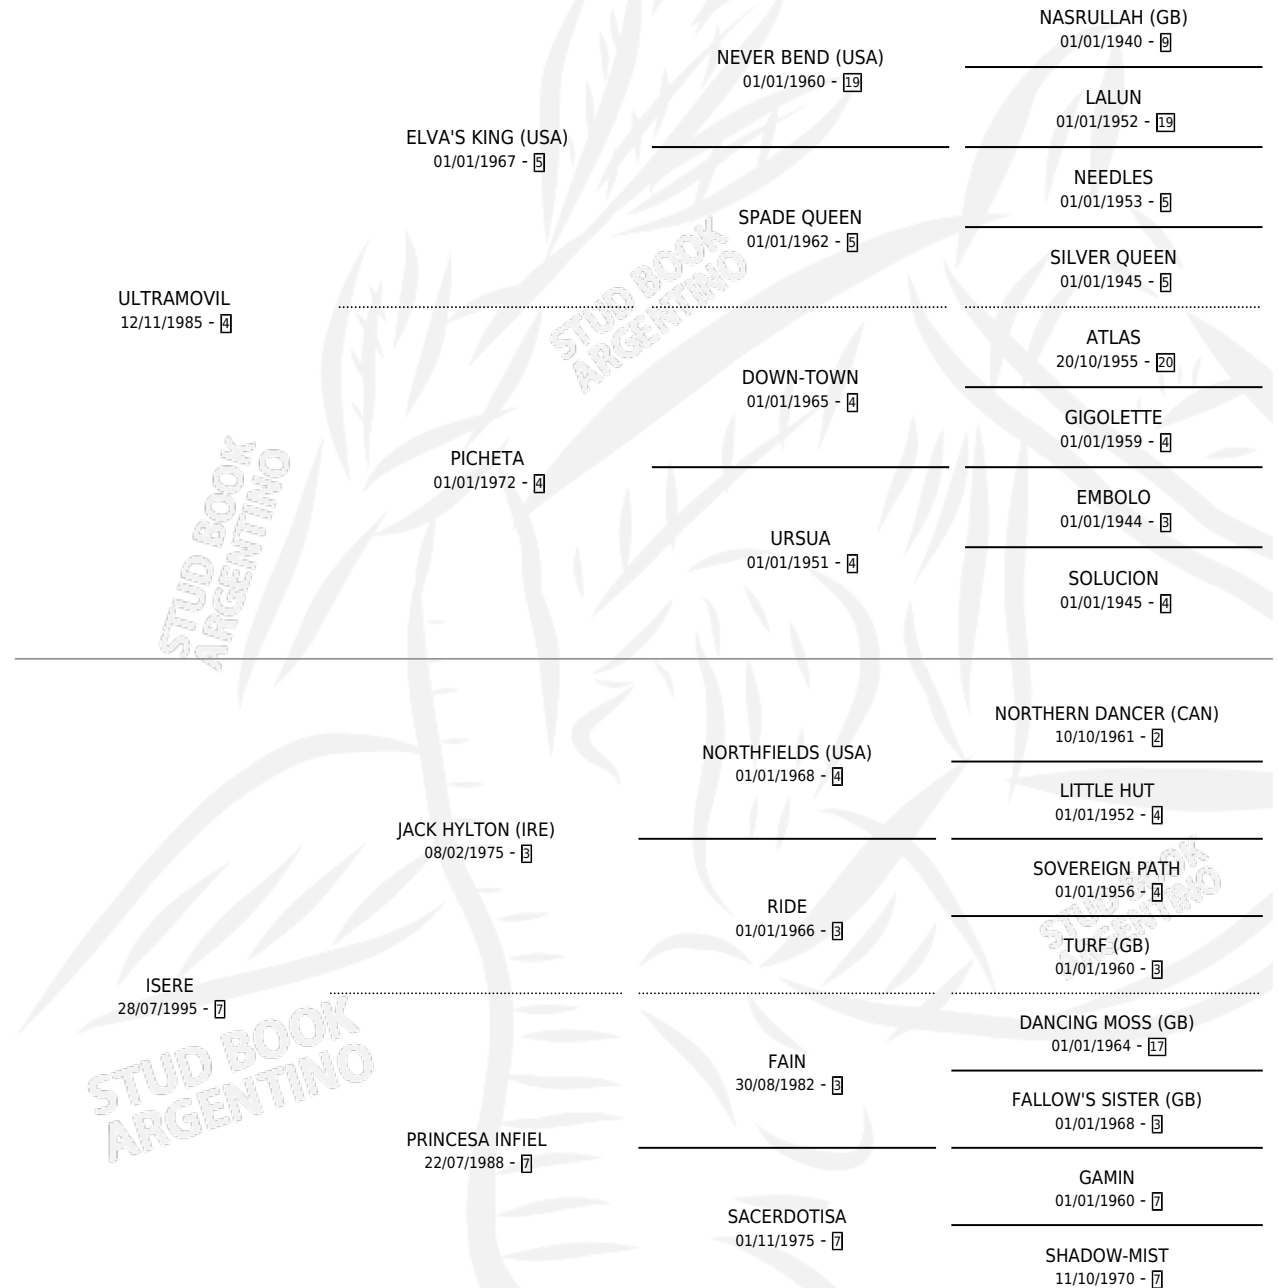 NASRULLAH (GB)
01/01/1940 - 9
NEVER BEND (USA)
01/01/1960 - 19
LALUN
01/01/1952 - 19
ELVA'S KING (USA)
01/01/1967 - 5
NEEDLES
01/01/1953 - 5
SPADE QUEEN
01/01/1962 - 5
SILVER QUEEN
01/01/1945 - 5
ULTRAMOVIL
12/11/1985 - 4
ATLAS
20/10/1955 - 20
DOWN-TOWN
01/01/1965 - 4
GIGOLETTE
01/01/1959 - 4
PICHETA
01/01/1972 - 4
EMBOLO
01/01/1944 - 3
URSUA
01/01/1951 - 4
SOLUCION
01/01/1945 - 4
NORTHERN DANCER (CAN)
10/10/1961 - 2
NORTHFIELDS (USA)
01/01/1968 - 4
LITTLE HUT
01/01/1952 - 4
JACK HYLTON (IRE)
08/02/1975 - 3
SOVEREIGN PATH
01/01/1956 - 4
RIDE
01/01/1966 - 3
TURF (GB)
01/01/1960 - 3
ISERE
28/07/1995 - 7
DANCING MOSS (GB)
01/01/1964 - 17
FAIN
30/08/1982 - 3
FALLOW'S SISTER (GB)
01/01/1968 - 3
PRINCESA INFIEL
22/07/1988 - 7
GAMIN
01/01/1960 - 7
SACERDOTISA
01/11/1975 - 7
SHADOW-MIST
11/10/1970 - 7
STUD BOOK
ARGENTINO
STUD BOOK
ARGENTINO
STUD BOOK
ARGENTINO
STUD BOOK
ARGENTINO